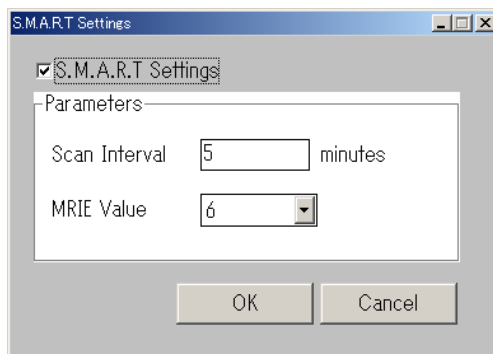 S.M.A.R.T Settings
S.M.A.R.T Settings
Parameters
Scan Interval 5 minutes
MRIE Value 6
OK Cancel